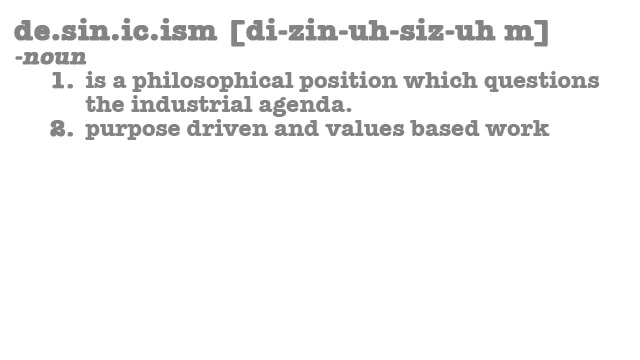 de.sin.ic.ism [di-zin-uh-siz-uh m]
-noun
1. is a philosophical position which questions
the industrial agenda.
2. purpose driven and values based work